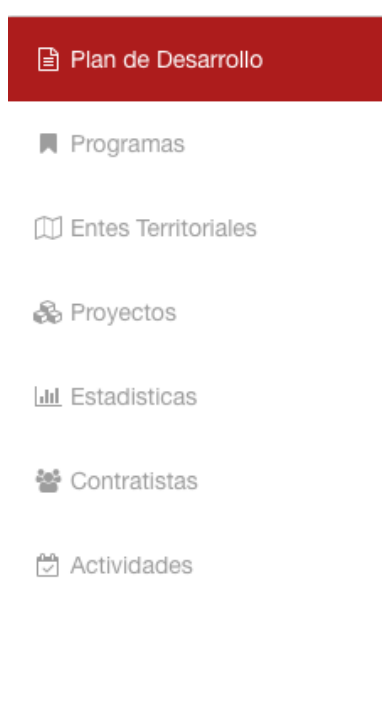 Plan de Desarrollo
Programas
Entes Territoriales
Proyectos
Estadisticas
Contratistas
Actividades